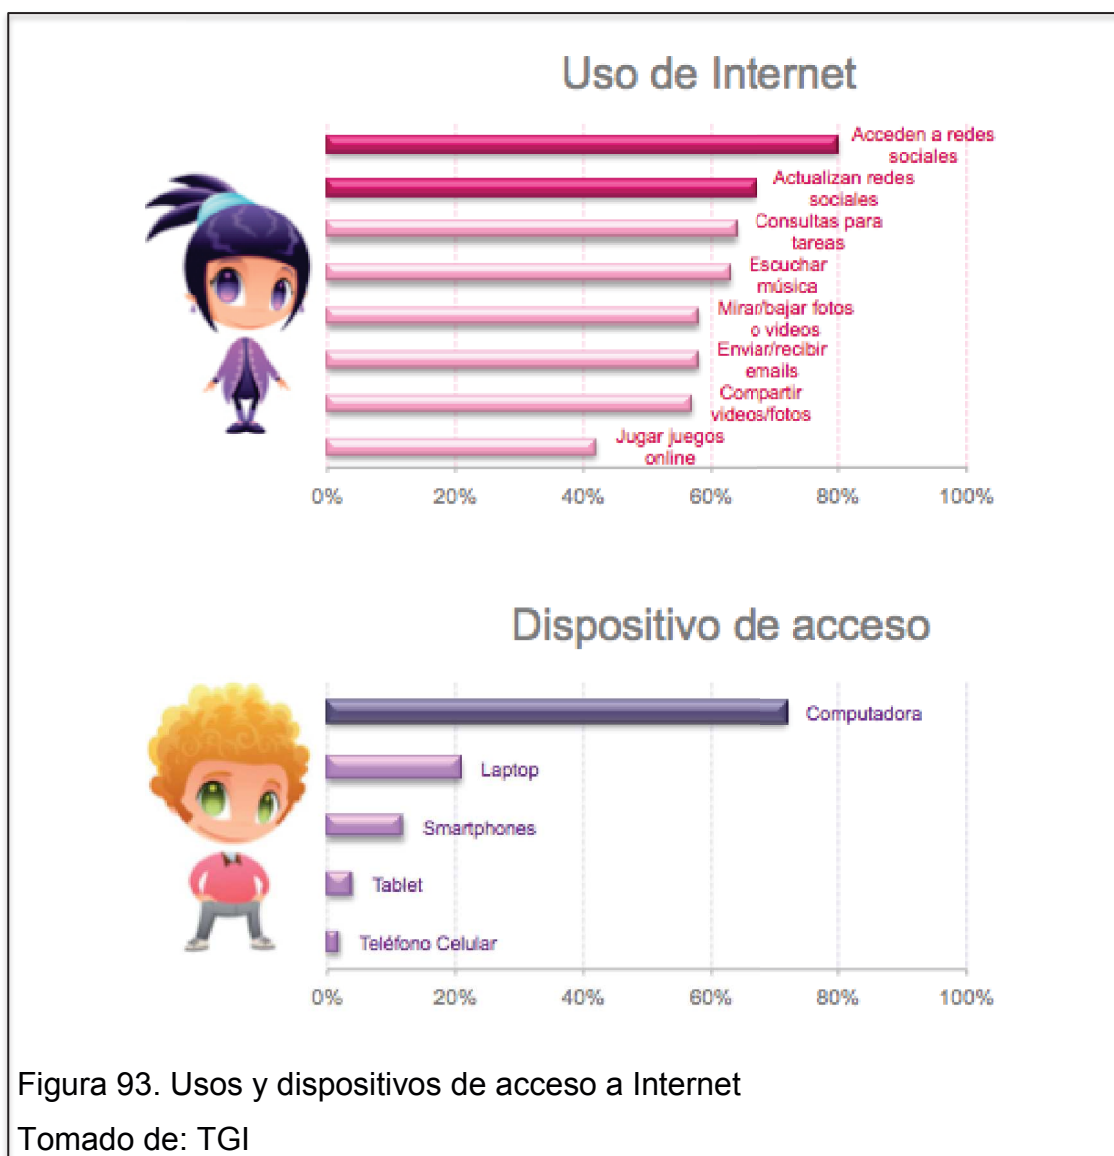 Uso de Internet
Acceden a redes
sociales
Actualizan redes
sociales
Consultas para
tareas
Escuchar
música
Mirar/bajar fotos
o videos
Enviar/recibir
emails
Compartir
videos/fotos
Jugar juegos
online
0% 20% 40% 60% 80% 100%
Dispositivo de acceso
Computadora
Laptop
Smartphones
Tablet
Teléfono Celular
0% 20% 40% 60% 80% 100%
Figura 93. Usos y dispositivos de acceso a Internet
Tomado de: TGI